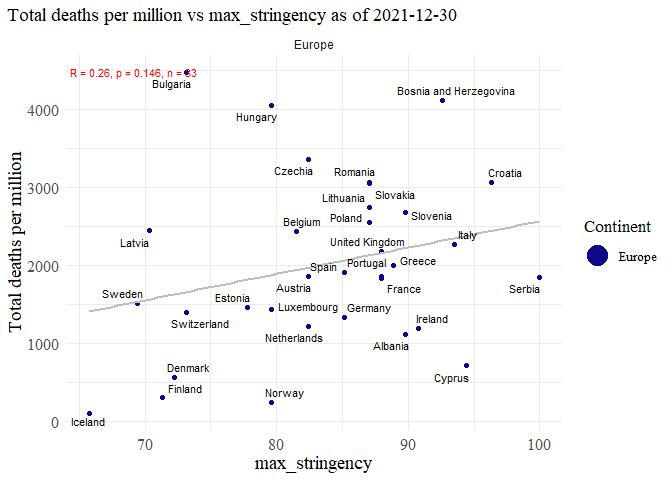 Total deaths per million vs max_stringency as of 2021-12-30
Europe
R = 0.26, p = 0.146, n = 33
Bulgaria
Bosnia and Herzegovina
4000
Hungary
Czechia
Romania
Croatia
3000
Lithuania
Slovakia
Poland
Slovenia
Belgium
Latvia
United Kingdom
Italy
Continent
Europe
2000
Spain
Portugal
Greece
Austria
France
Serbia
Sweden
Estonia
Luxembourg
Germany
Switzerland
Ireland
Netherlands
Albania
1000
Denmark
Cyprus
Finland
Norway
0
Iceland
70
80
90
100
max_stringency
Total deaths per million